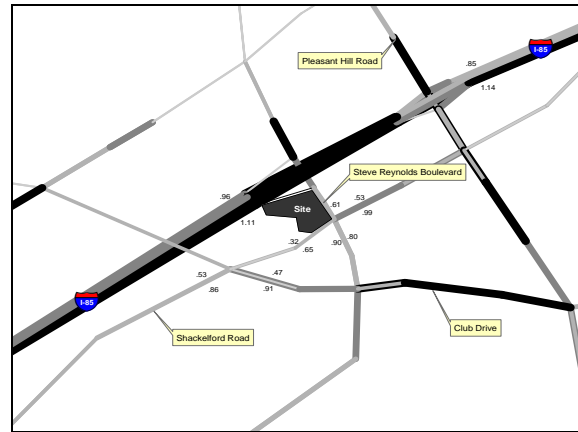 I-85
Pleasant Hill Road
.85
1.14
Steve Reynolds Boulevard
.96
.53
.61
.99
Site
1.11
.80
.32
.90
.65
.53
.47
.86
.91
I-85
Club Drive
Shackelford Road